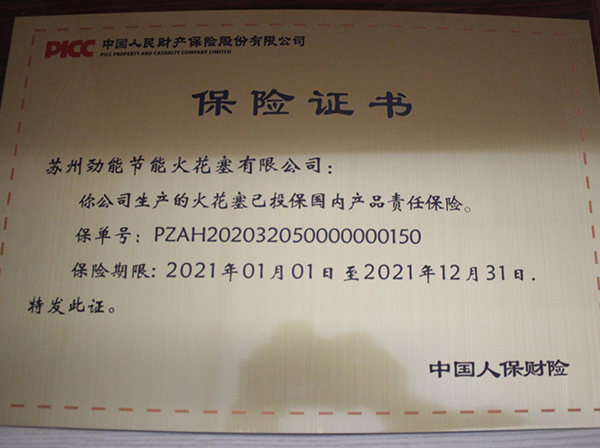 PICC 中国人民财产保险股份有限公司
PICC PROPERTY AND CASUALTY COMPANY LIMITED
保险证书
苏州劲能节能火花塞有限公司：
你公司生产的火花塞已投保国内产品责任保险。
保单号：PZAH202032050000000150
保险期限：2021年01月01日至2021年12月31日.
特发此证。
中国人保财险